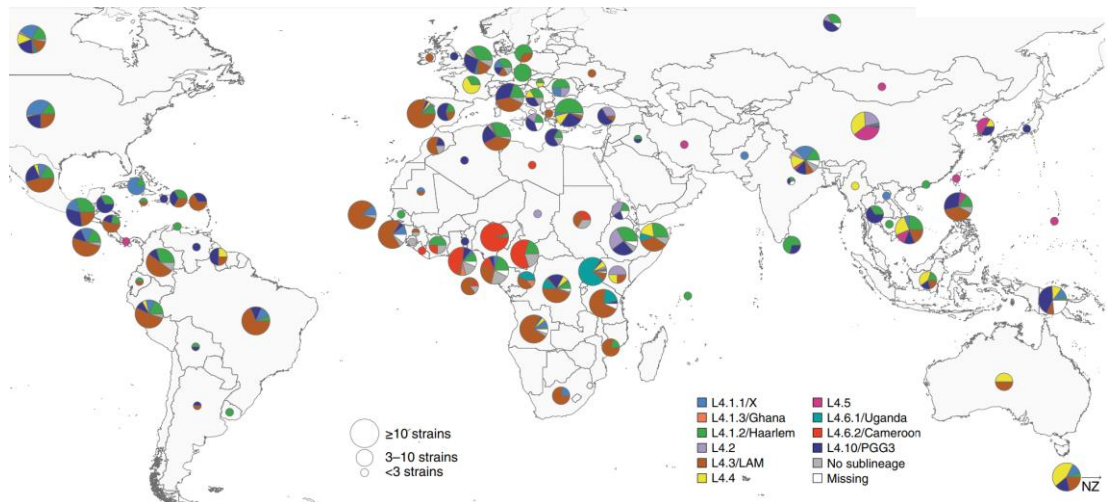 ≥10 strains
3–10 strains
<3 strains
L4.1.1/X
L4.1.3/Ghana
L4.1.2/Haarlem
L4.2
L4.3/LAM
L4.4
L4.5
L4.6.1/Uganda
L4.6.2/Cameroon
L4.10/PGG3
No sublineage
Missing
NZ